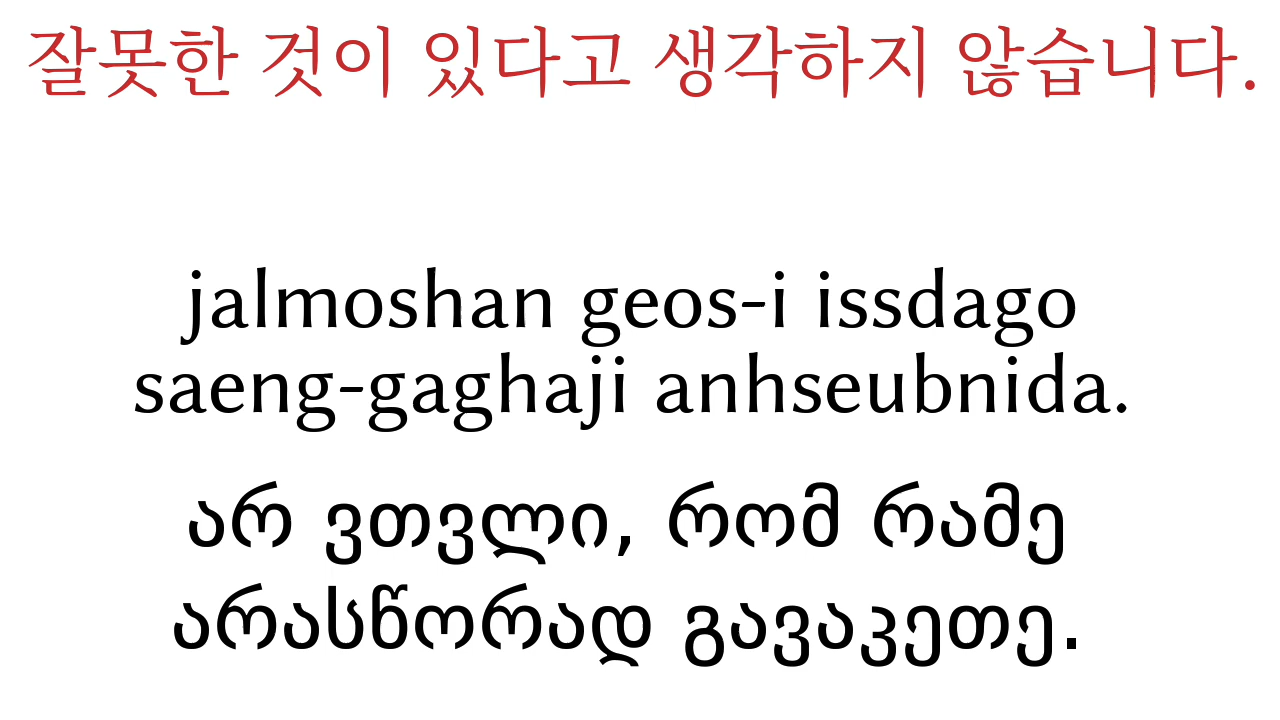 잘못한 것이 있다고 생각하지 않습니다.
jalmoshan geos-i issdago
saeng-gaghaji anhseubnida.
არ ვთვლი, რომ რამე
არასწორად გავაკეთე.